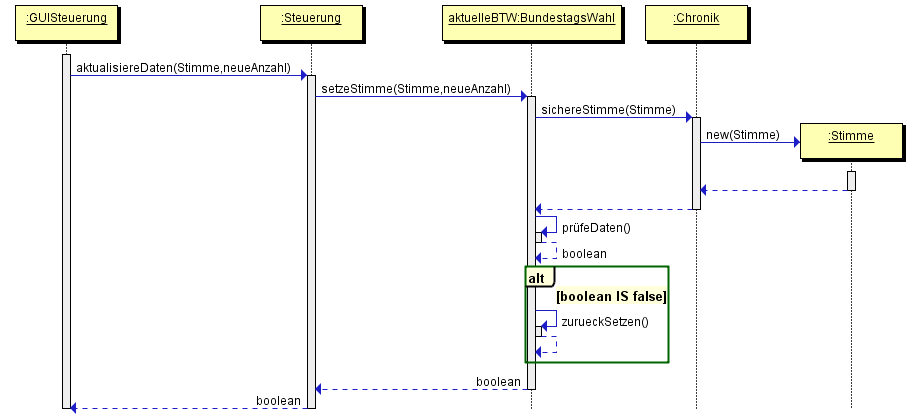 :GUISteuerung
:Steuerung
aktuelleBTW:BundestagsWahl
:Chronik
aktualisiereDaten(Stimme,neueAnzahl)
setzeStimme(Stimme,neueAnzahl)
sichereStimme(Stimme)
new(Stimme)
:Stimme
prüfeDaten()
boolean
alt
[boolean IS false]
zurueckSetzen()
boolean
boolean